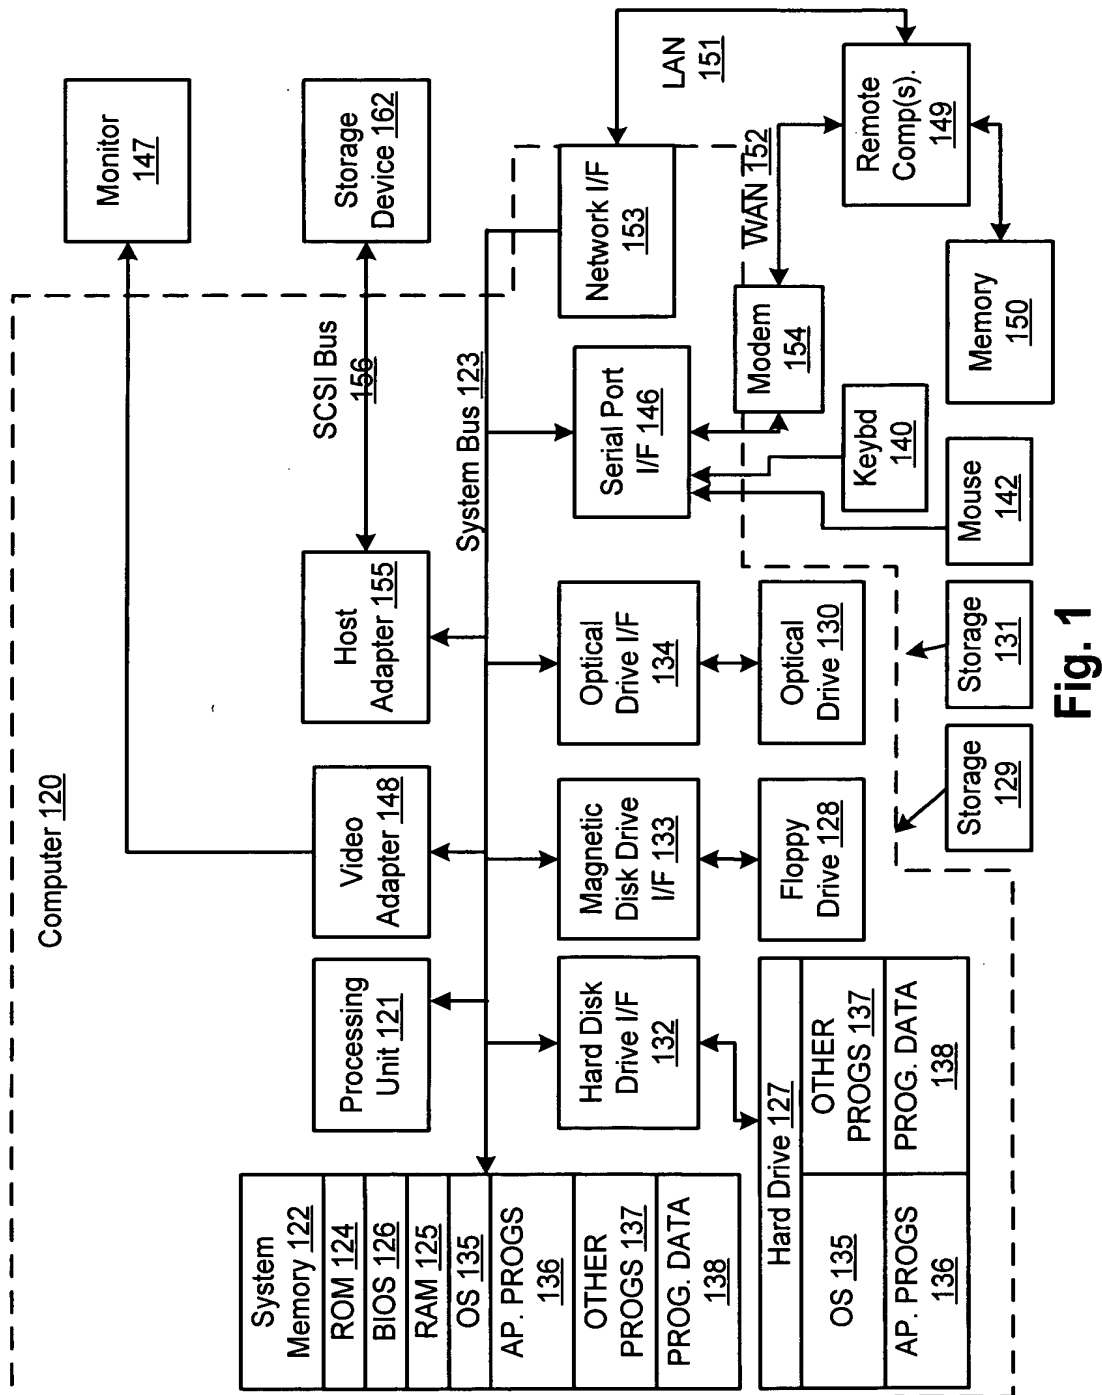 Computer 120
Monitor
147
Storage
Device 162
SCSI Bus
156
Video
Adapter 148
Host
Adapter 155
Processing
Unit 121
System Bus 123
System
Memory 122
ROM 124
BIOS 126
RAM 125
OS 135
AP. PROGS
136
OTHER
PROGS 137
PROG. DATA
138
Hard Disk
Drive I/F
132
Magnetic
Disk Drive
I/F 133
Optical
Drive I/F
134
Serial Port
I/F 146
Network I/F
153
LAN
151
Hard Drive 127
OS 135
OTHER
PROGS 137
AP. PROGS
136
PROG. DATA
138
Floppy
Drive 128
Optical
Drive 130
Modem
154
WAN 152
Keybd
140
Remote
Comp(s).
149
Storage
129
Storage
131
Mouse
142
Memory
150
Fig. 1